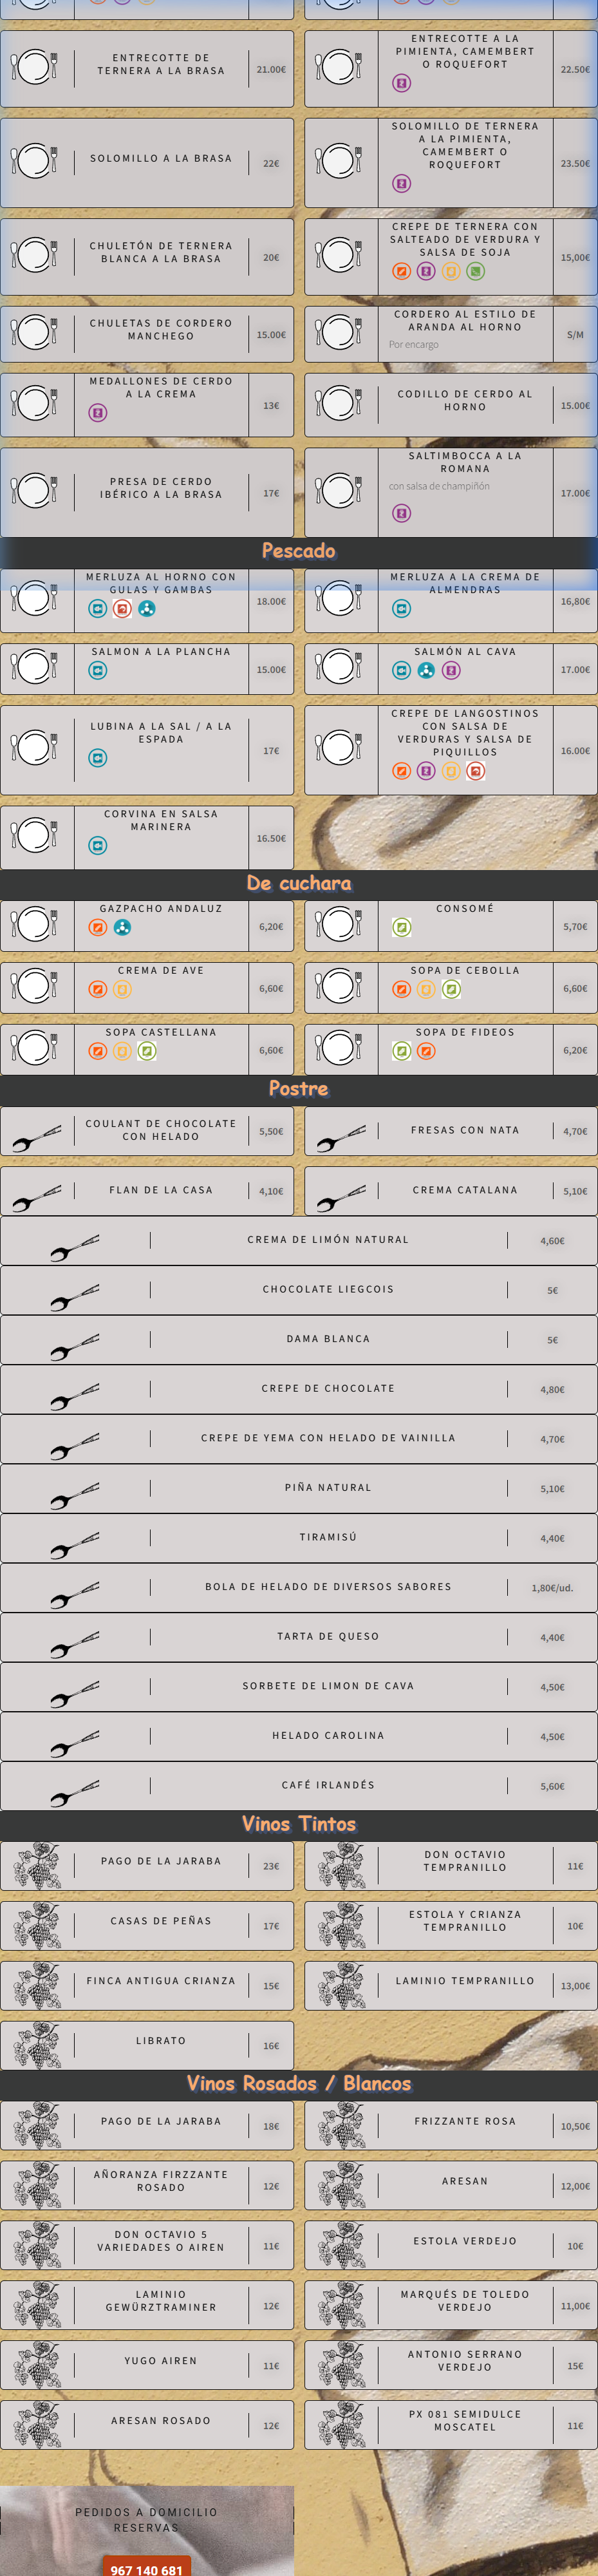 ENTRECOTTE DE
TERNERA A LA BRASA
21.00€
ENTRECOTTE A LA
PIMIENTA, CAMEMBERT
O ROQUEFORT
22.50€
SOLOMILLO A LA BRASA
22€
SOLOMILLO DE TERNERA
A LA PIMIENTA,
CAMEMBERT O
ROQUEFORT
23.50€
CHULETÓN DE TERNERA
BLANCA A LA BRASA
20€
CREPE DE TERNERA CON
SALTEADO DE VERDURA Y
SALSA DE SOJA
15,00€
CHULETAS DE CORDERO
MANCHEGO
15.00€
CORDERO AL ESTILO DE
ARANDA AL HORNO
Por encargo
S/M
MEDALLONES DE CERDO
A LA CREMA
13€
CODILLO DE CERDO AL
HORNO
15.00€
PRESA DE CERDO
IBÉRICO A LA BRASA
17€
SALTIMBOCCA A LA
ROMANA
con salsa de champiñón
17.00€
Pescado
MERLUZA AL HORNO CON
GULAS Y GAMBAS
18.00€
MERLUZA A LA CREMA DE
ALMENDRAS
16,80€
SALMON A LA PLANCHA
15.00€
SALMÓN AL CAVA
17.00€
LUBINA A LA SAL / A LA
ESPADA
17€
CREPE DE LANGOSTINOS
CON SALSA DE
VERDURAS Y SALSA DE
PIQUILLOS
16.00€
CORVINA EN SALSA
MARINERA
16.50€
De cuchara
GAZPACHO ANDALUZ
6,20€
CONSOMÉ
5,70€
CREMA DE AVE
6,60€
SOPA DE CEBOLLA
6,60€
SOPA CASTELLANA
6,60€
SOPA DE FIDEOS
6,20€
Postre
COULANT DE CHOCOLATE
CON HELADO
5,50€
FRESAS CON NATA
4,70€
FLAN DE LA CASA
4,10€
CREMA CATALANA
5,10€
CREMA DE LIMÓN NATURAL
4,60€
CHOCOLATE LIEGCOIS
5€
DAMA BLANCA
5€
CREPE DE CHOCOLATE
4,80€
CREPE DE YEMA CON HELADO DE VAINILLA
4,70€
PIÑA NATURAL
5,10€
TIRAMISÚ
4,40€
BOLA DE HELADO DE DIVERSOS SABORES
1,80€/ud.
TARTA DE QUESO
4,40€
SORBETE DE LIMON DE CAVA
4,50€
HELADO CAROLINA
4,50€
CAFÉ IRLANDÉS
5,60€
Vinos Tintos
PAGO DE LA JARABA
23€
DON OCTAVIO
TEMPRANILLO
11€
CASAS DE PEÑAS
17€
ESTOLA Y CRIANZA
TEMPRANILLO
10€
FINCA ANTIGUA CRIANZA
15€
LAMINIO TEMPRANILLO
13,00€
LIBRATO
16€
Vinos Rosados / Blancos
PAGO DE LA JARABA
18€
FRIZZANTE ROSA
10,50€
AÑORANZA FIRZZANTE
ROSADO
12€
ARESAN
12,00€
DON OCTAVIO 5
VARIEDADES O AIREN
11€
ESTOLA VERDEJO
10€
LAMINIO
GEWÜRZTRAMINER
12€
MARQUÉS DE TOLEDO
VERDEJO
11,00€
YUGO AIREN
11€
ANTONIO SERRANO
VERDEJO
15€
ARESAN ROSADO
12€
PX 081 SEMIDULCE
MOSCATEL
11€
PEDIDOS A DOMICILIO
RESERVAS
967 140 681